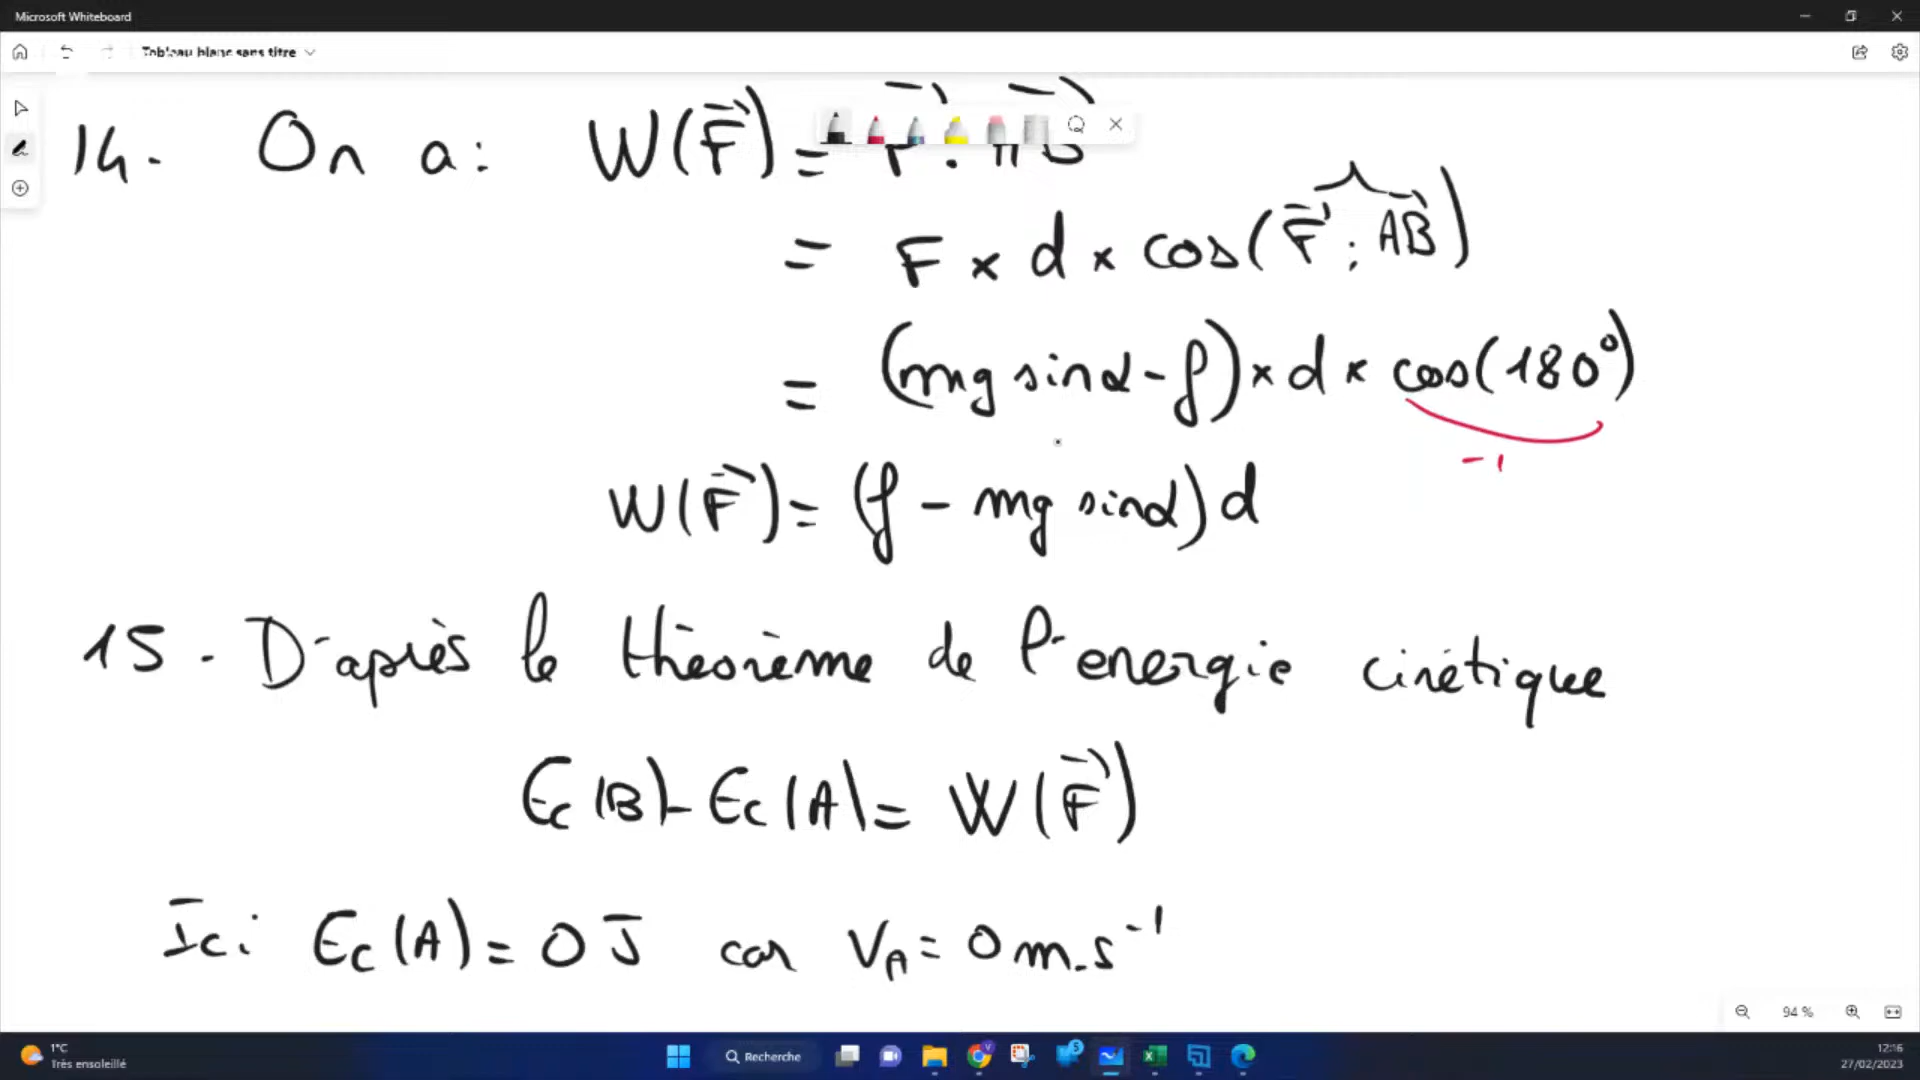 Microsoft Whiteboard
Tableau blanc sans titre
14. On a: W(F⃗) = F⃗ . AB⃗
= F × d × cos(F⃗ ; AB⃗)
= (mg sinα - f) × d × cos(180°)
-1
W(F⃗) = (f - mg sinα) d
15. D'après le théorème de l'energie cinétique
Ec(B) - Ec(A) = W(F⃗)
Ici Ec(A) = 0 J car VA = 0 m.s⁻¹
94 %
1°C
Très ensoleillé
Recherche
5
12:16
27/02/2023